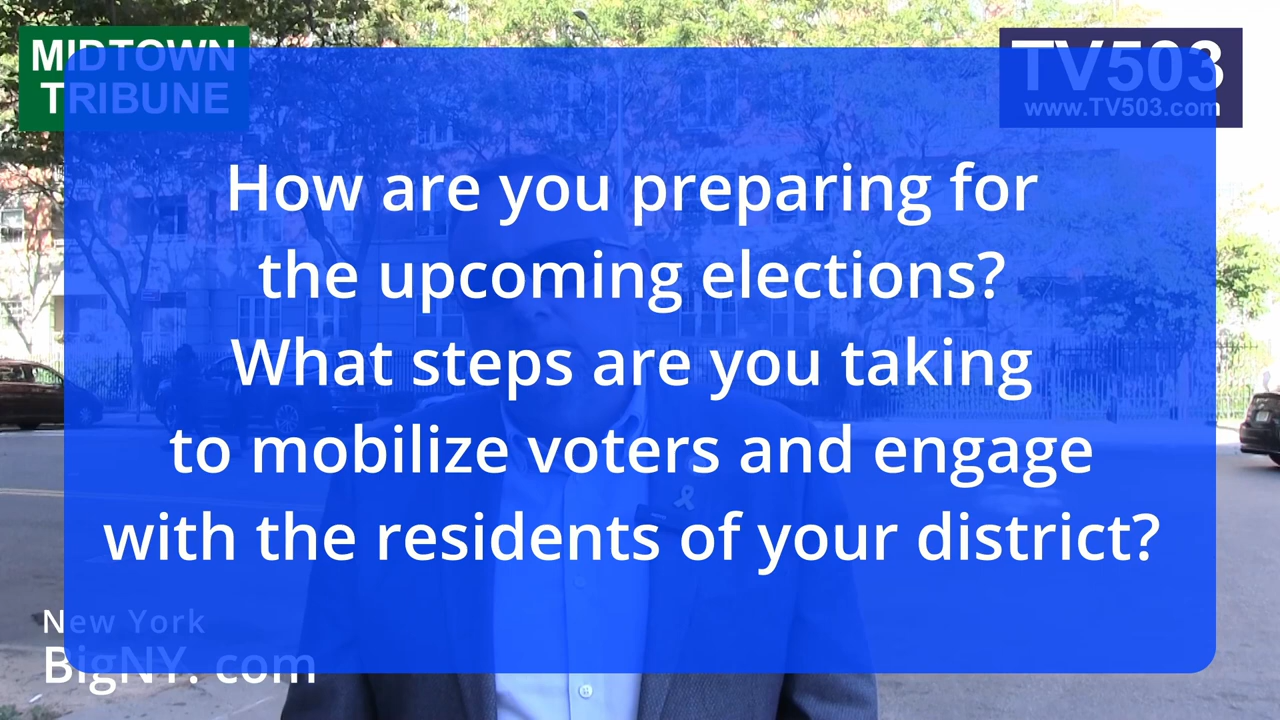 MIDTOWN
TRIBUNE
TV503
www.TV503.com
How are you preparing for
the upcoming elections?
What steps are you taking
to mobilize voters and engage
with the residents of your district?
New York
BigNY. com